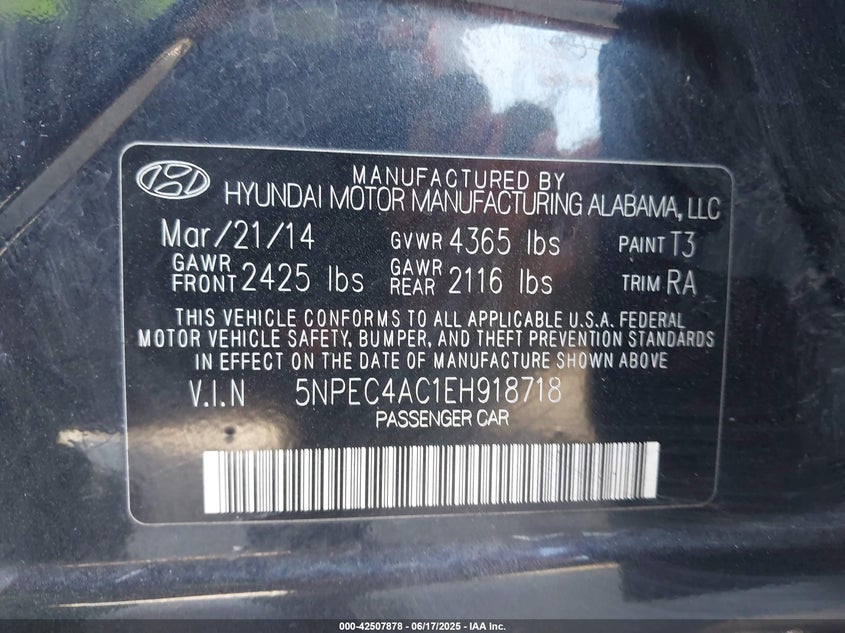 MANUFACTURED BY
HYUNDAI MOTOR MANUFACTURING ALABAMA, LLC
Mar/21/14 GVWR 4365 lbs PAINT T3
GAWR FRONT 2425 lbs GAWR REAR 2116 lbs TRIM RA
THIS VEHICLE CONFORMS TO ALL APPLICABLE U.S.A. FEDERAL
MOTOR VEHICLE SAFETY, BUMPER, AND THEFT PREVENTION STANDARDS
IN EFFECT ON THE DATE OF MANUFACTURE SHOWN ABOVE
V.I.N 5NPEC4AC1EH918718
PASSENGER CAR
000-42507878 - 06/17/2025 - IAA Inc.